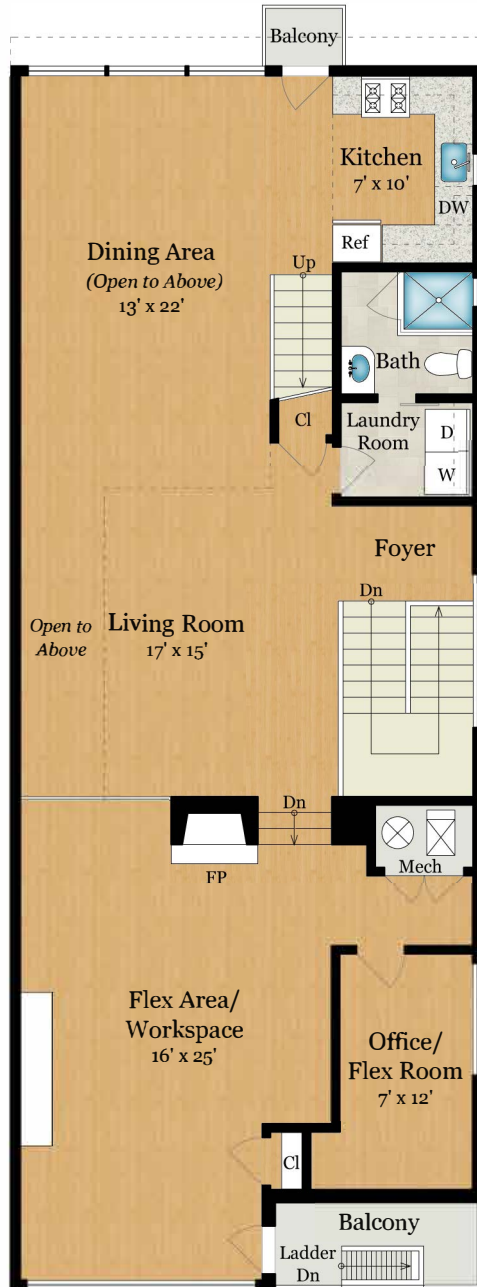 Balcony
Kitchen
7' x 10'
DW
Ref
Dining Area
(Open to Above)
13' x 22'
Up
Bath
Cl
Laundry
Room
D
W
Foyer
Dn
Open to
Above
Living Room
17' x 15'
Dn
FP
Mech
Flex Area/
Workspace
16' x 25'
Office/
Flex Room
7' x 12'
Cl
Balcony
Ladder
Dn